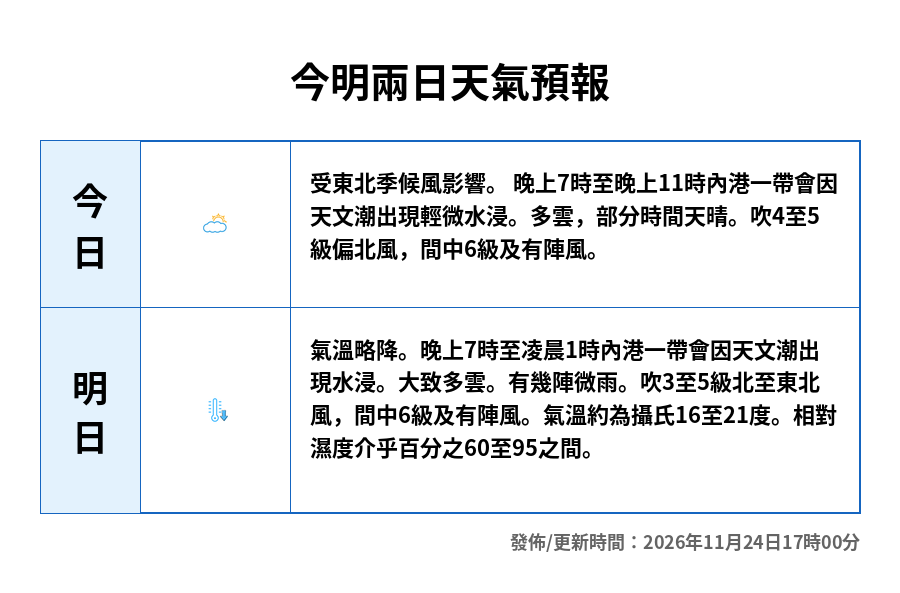 今明兩日天氣預報
今
日
受東北季候風影響。 晚上7時至晚上11時內港一帶會因
天文潮出現輕微水浸。多雲，部分時間天晴。吹4至5
級偏北風，間中6級及有陣風。
明
日
氣溫略降。晚上7時至凌晨1時內港一帶會因天文潮出
現水浸。大致多雲。有幾陣微雨。吹3至5級北至東北
風，間中6級及有陣風。氣溫約為攝氏16至21度。相對
濕度介乎百分之60至95之間。
發佈/更新時間：2026年11月24日17時00分